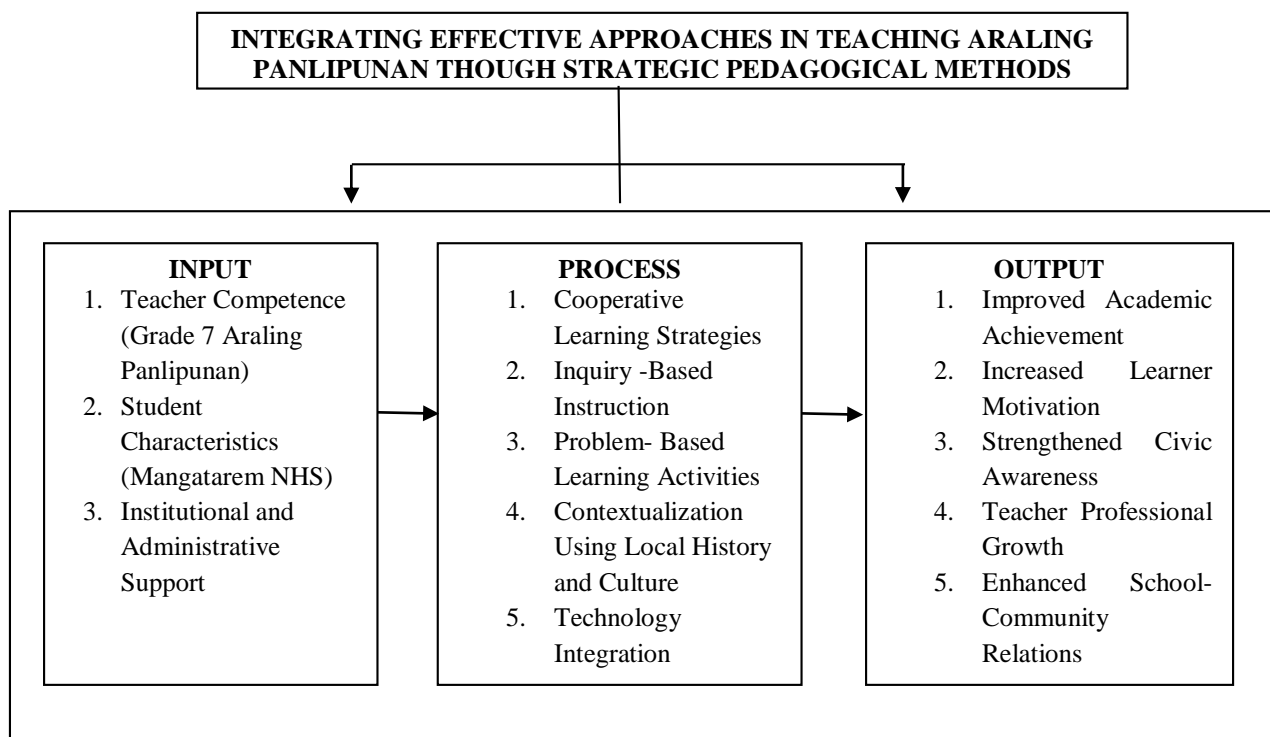 INTEGRATING EFFECTIVE APPROACHES IN TEACHING ARALING
PANLIPUNAN THOUGH STRATEGIC PEDAGOGICAL METHODS
INPUT
1. Teacher Competence
(Grade 7 Araling
Panlipunan)
2. Student
Characteristics
(Mangatarem NHS)
3. Institutional and
Administrative
Support
PROCESS
1. Cooperative
Learning Strategies
2. Inquiry -Based
Instruction
3. Problem- Based
Learning Activities
4. Contextualization
Using Local History
and Culture
5. Technology
Integration
OUTPUT
1. Improved Academic
Achievement
2. Increased Learner
Motivation
3. Strengthened Civic
Awareness
4. Teacher Professional
Growth
5. Enhanced School-
Community
Relations